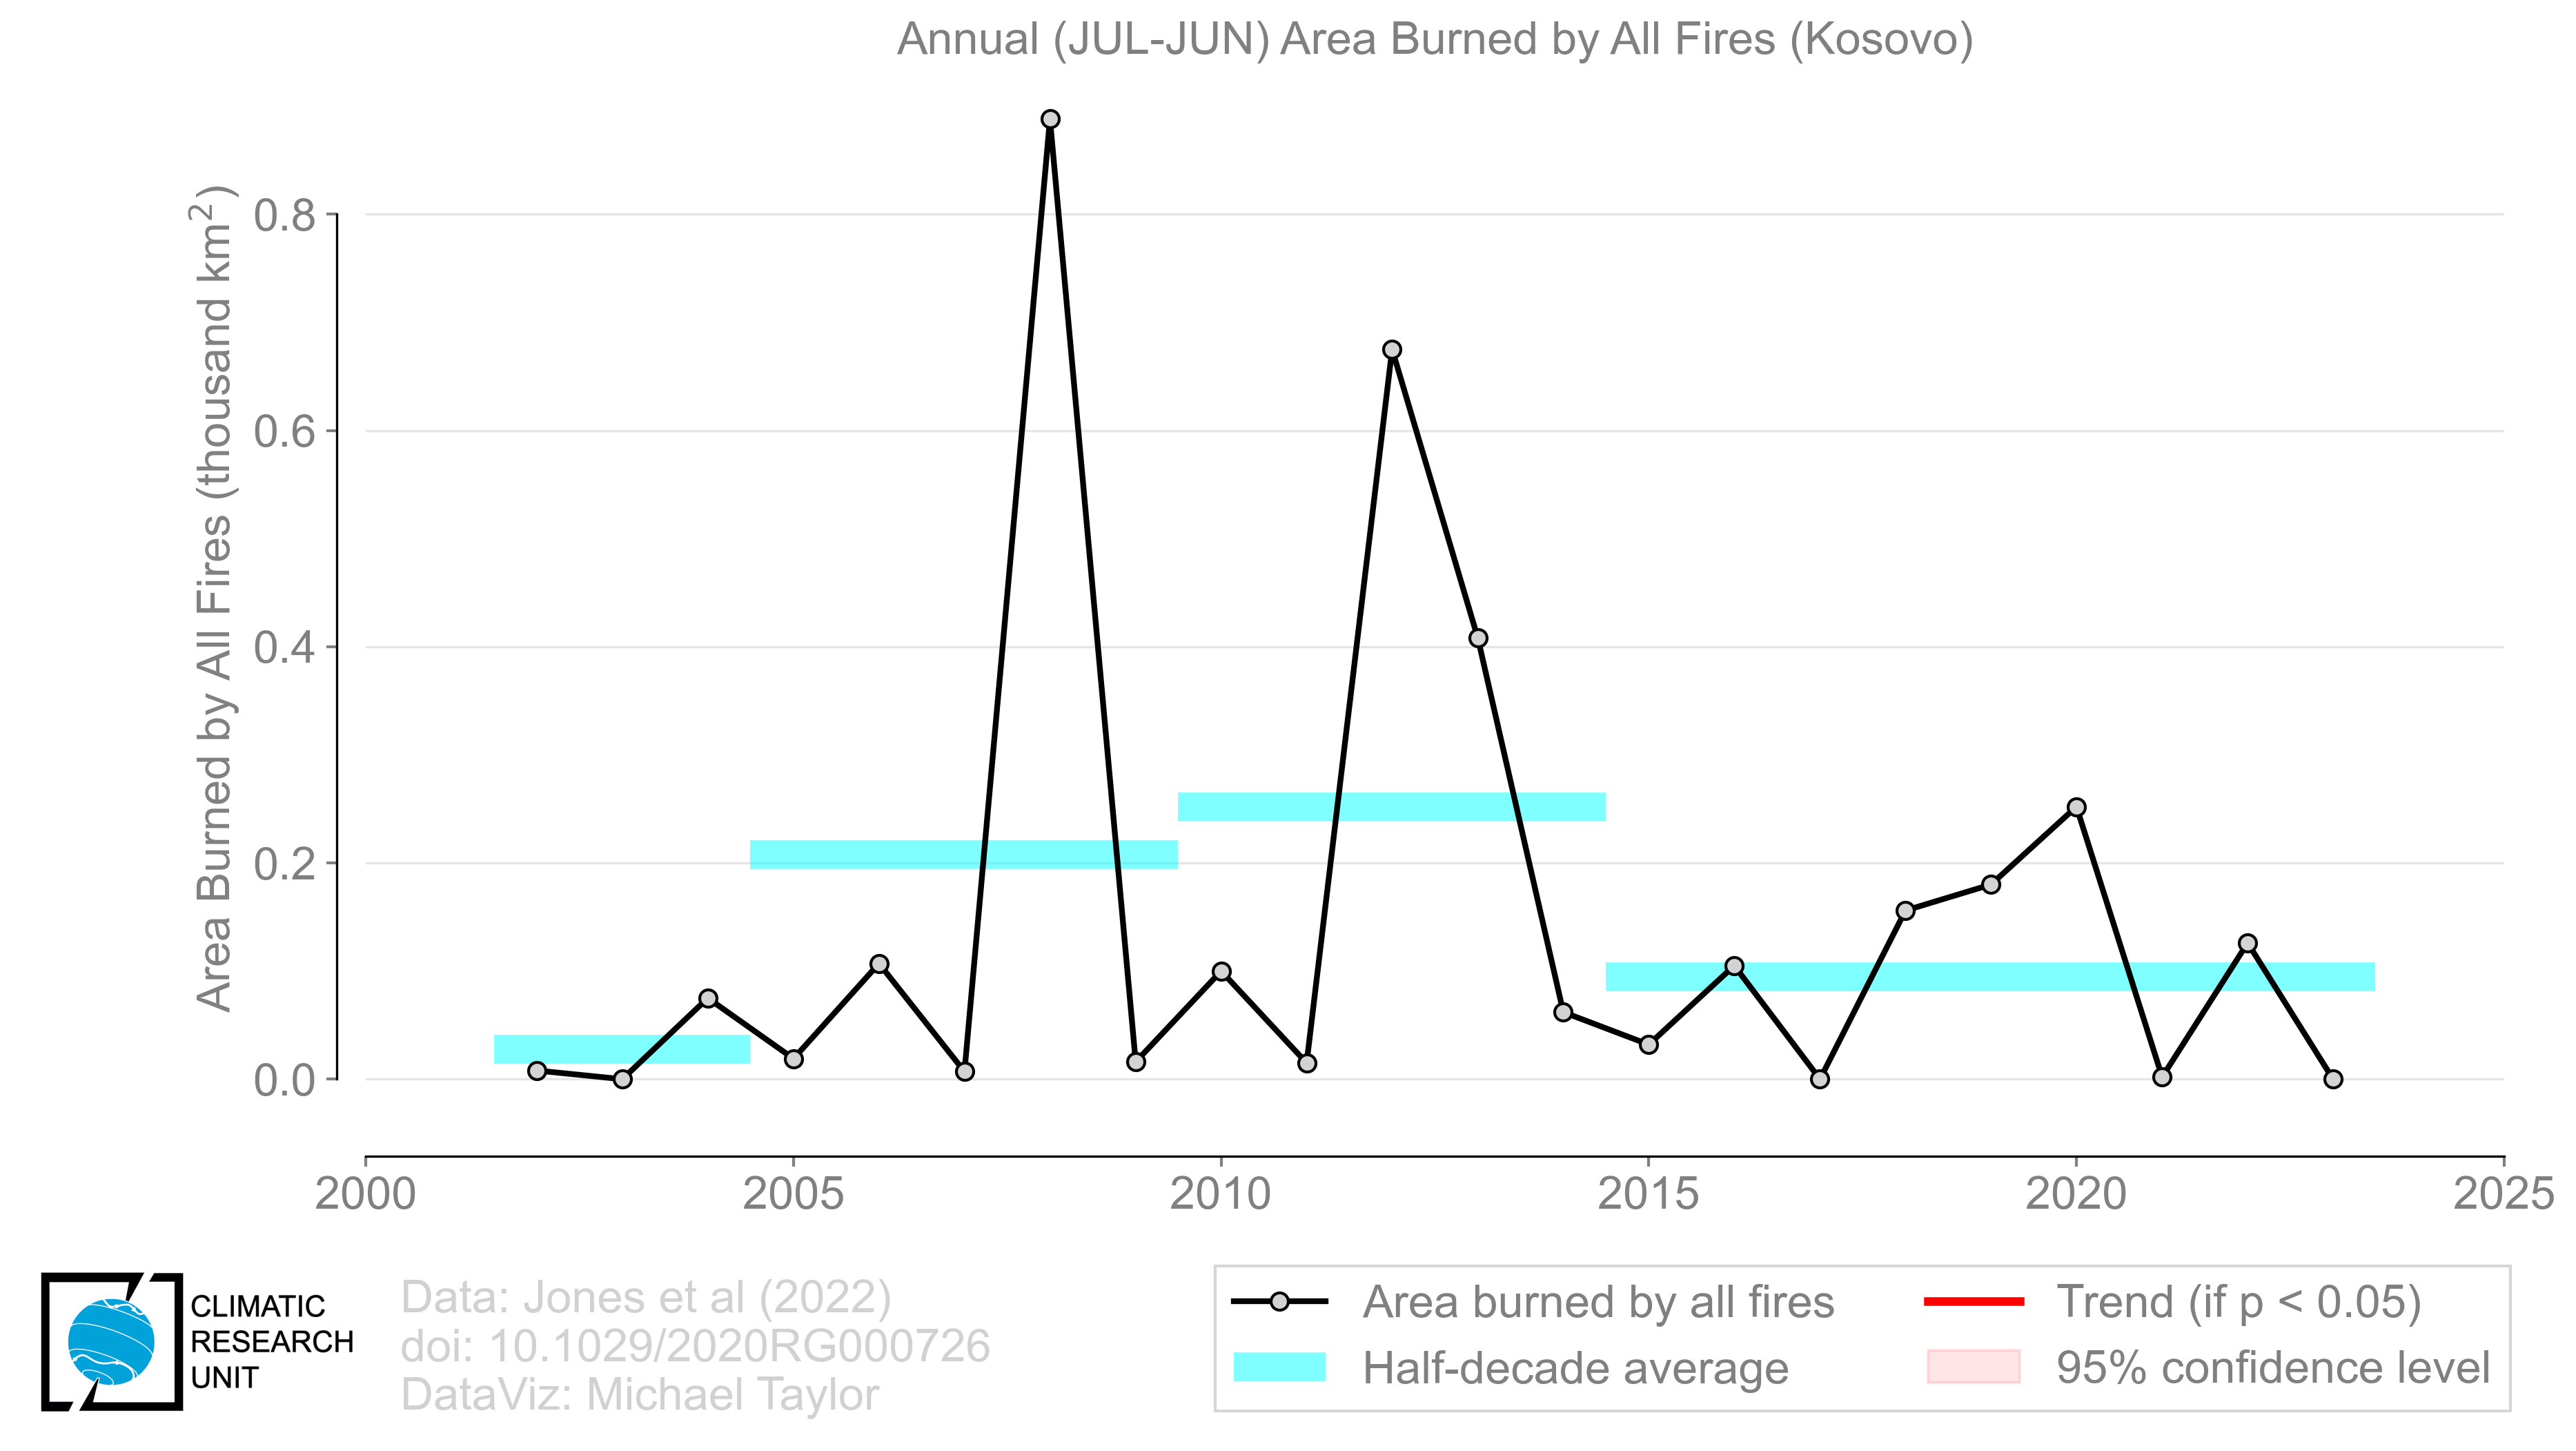 Annual (JUL-JUN) Area Burned by All Fires (Kosovo)
Area Burned by All Fires (thousand km²)
0.8
0.6
0.4
0.2
0.0
2000 2005 2010 2015 2020 2025
CLIMATIC
RESEARCH
UNIT
Data: Jones et al (2022)
doi: 10.1029/2020RG000726
DataViz: Michael Taylor
Area burned by all fires
Half-decade average
Trend (if p < 0.05)
95% confidence level